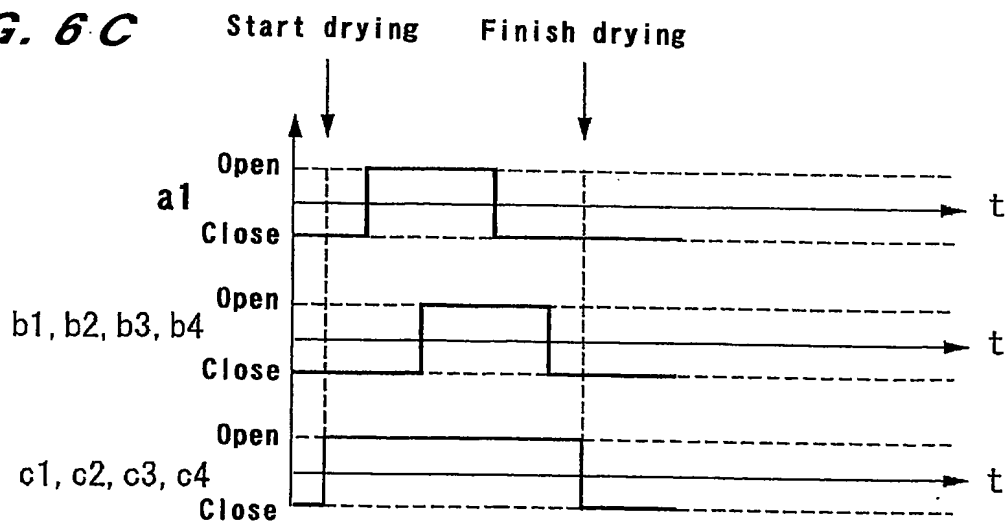 G. 6 C
Start drying Finish drying
Open
a1
t
Close
Open
b1, b2, b3, b4
t
Close
Open
c1, c2, c3, c4
t
Close